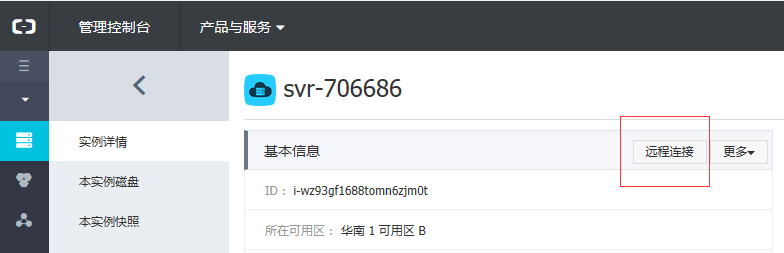 管理控制台 产品与服务
svr-706686
实例详情
本实例磁盘
本实例快照
基本信息 远程连接 更多
ID： i-wz93gf1688tomn6zjm0t
所在可用区： 华南 1 可用区 B